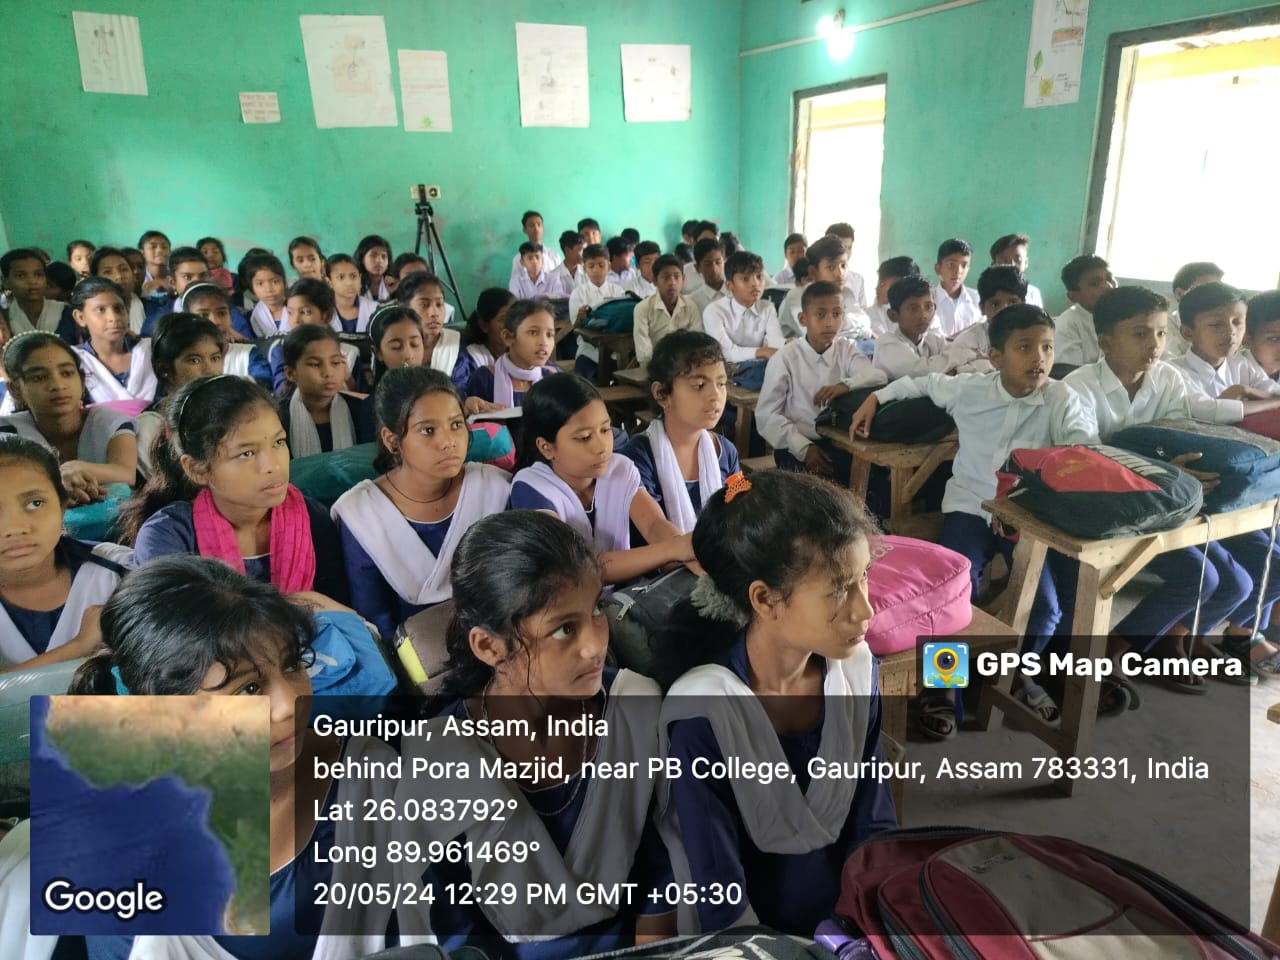 GPS Map Camera
Gauripur, Assam, India
behind Pora Mazjid, near PB College, Gauripur, Assam 783331, India
Lat 26.083792°
Long 89.961469°
20/05/24 12:29 PM GMT +05:30
Google